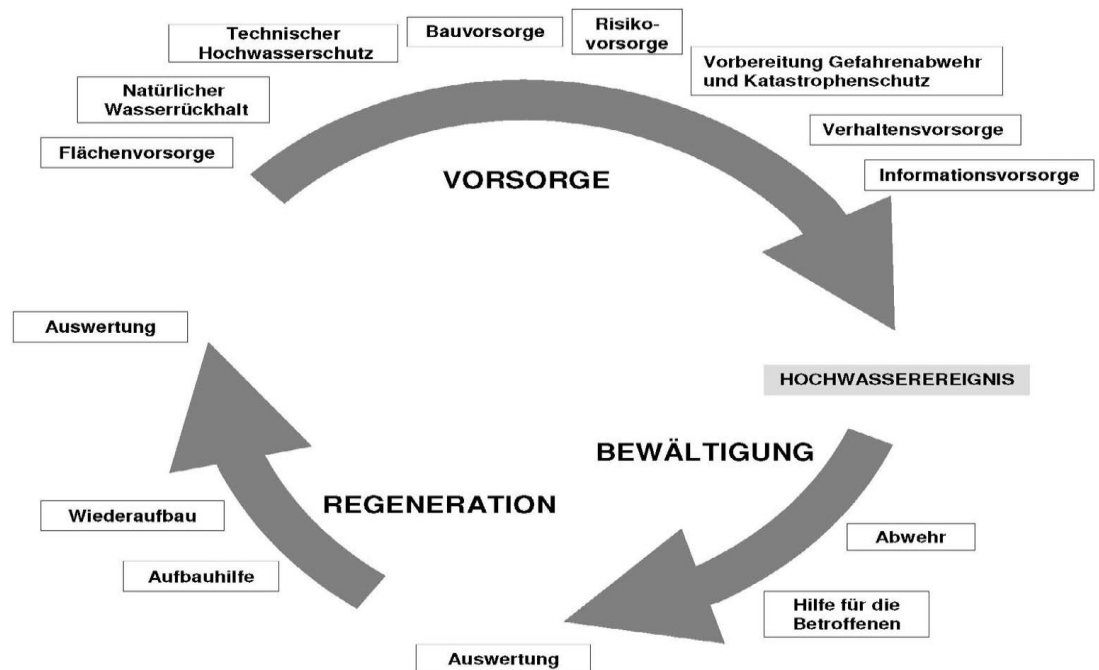 Flächenvorsorge
Natürlicher
Wasserrückhalt
Technischer
Hochwasserschutz
Bauvorsorge
Risiko-
vorsorge
Vorbereitung Gefahrenabwehr
und Katastrophenschutz
Verhaltensvorsorge
Informationsvorsorge
VORSORGE
HOCHWASSEREREIGNIS
BEWÄLTIGUNG
Abwehr
Hilfe für die
Betroffenen
Auswertung
REGENERATION
Aufbauhilfe
Wiederaufbau
Auswertung